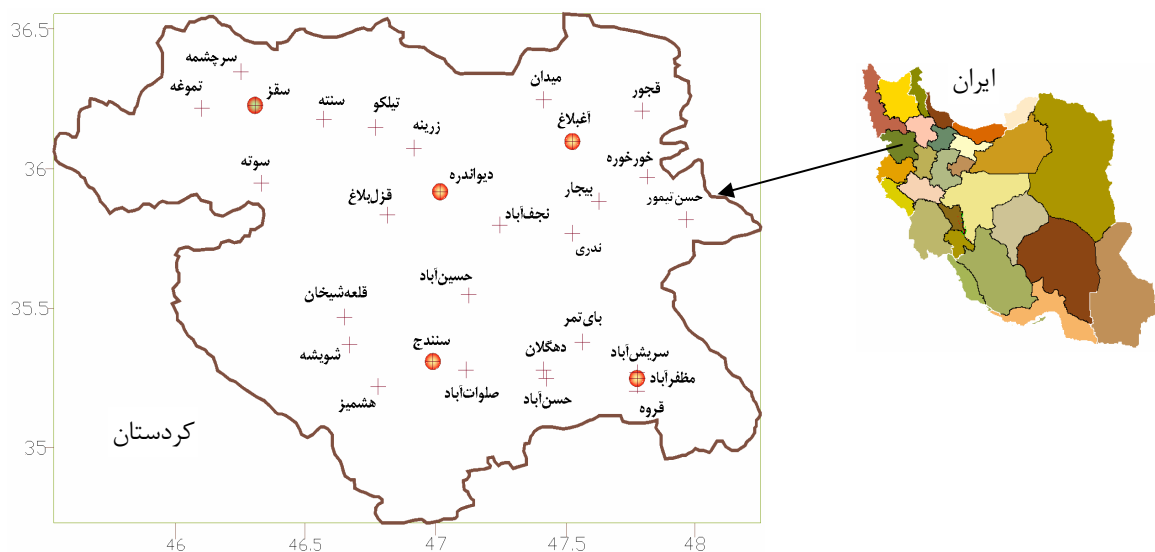 36.5
36
35.5
35
46
46.5
47
47.5
48
سرچشمه
تموغه
سقز
سنته
تیلکو
زرینه
میدان
قجور
آغبلاغ
سوته
دیواندره
قزل‌بلاغ
نجف‌آباد
بیجار
خورخوره
حسن‌تیمور
ندری
حسین‌آباد
قلعه‌شیخان
شویشه
سنندج
هشمیز
صلوات‌آباد
دهگلان
حسن‌آباد
بای‌تمر
سریش‌آباد
مظفرآباد
قروه
کردستان
ایران